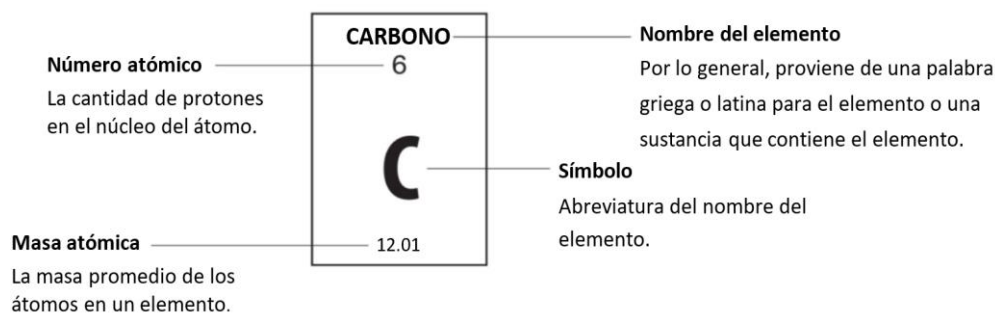 CARBONO
6
C
12.01
Número atómico
La cantidad de protones
en el núcleo del átomo.
Masa atómica
La masa promedio de los
átomos en un elemento.
Nombre del elemento
Por lo general, proviene de una palabra
griega o latina para el elemento o una
sustancia que contiene el elemento.
Símbolo
Abreviatura del nombre del
elemento.